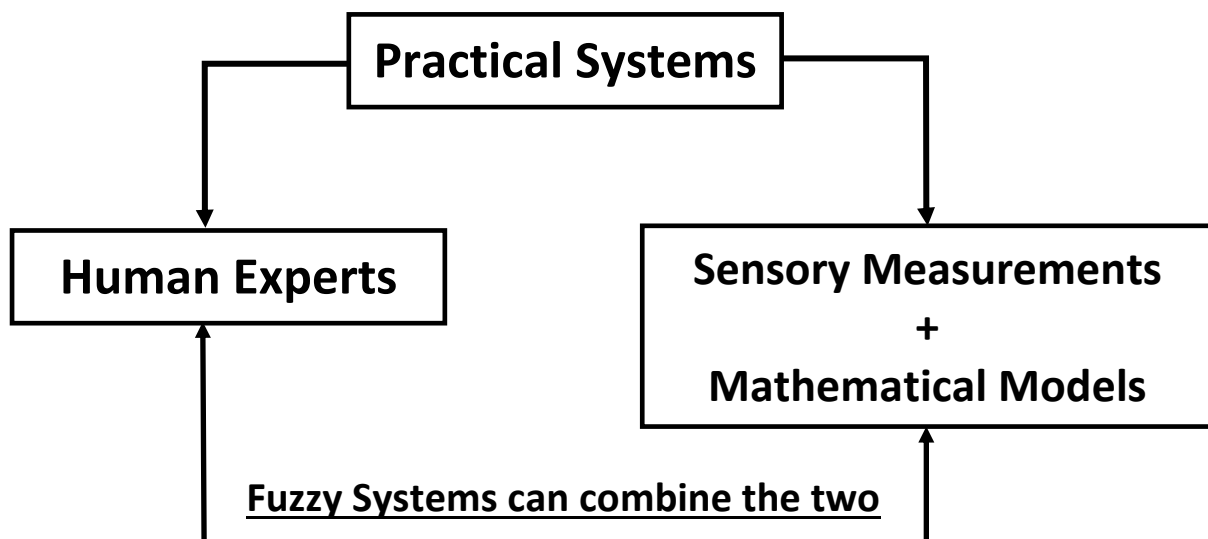 Practical Systems
Human Experts
Sensory Measurements
+
Mathematical Models
Fuzzy Systems can combine the two